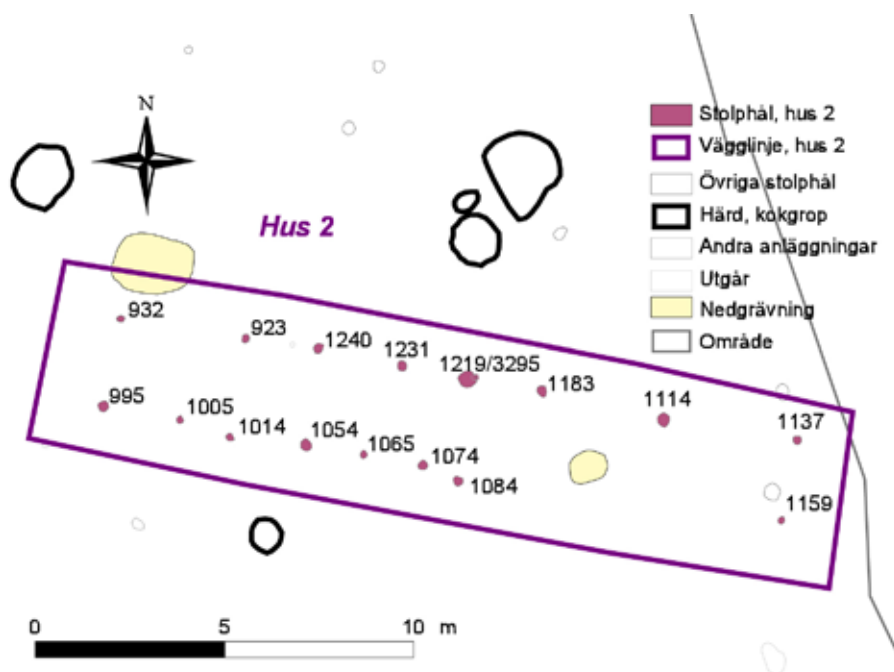 N
Hus 2
Stolphål, hus 2
Vägglinje, hus 2
Övriga stolphål
Härd, kokgrop
Andra anläggningar
Utgår
Nedgrävning
Område
932
923
1240
1231
1219/3295
1183
1114
1137
995
1005
1014
1054
1065
1074
1084
1159
0 5 10 m